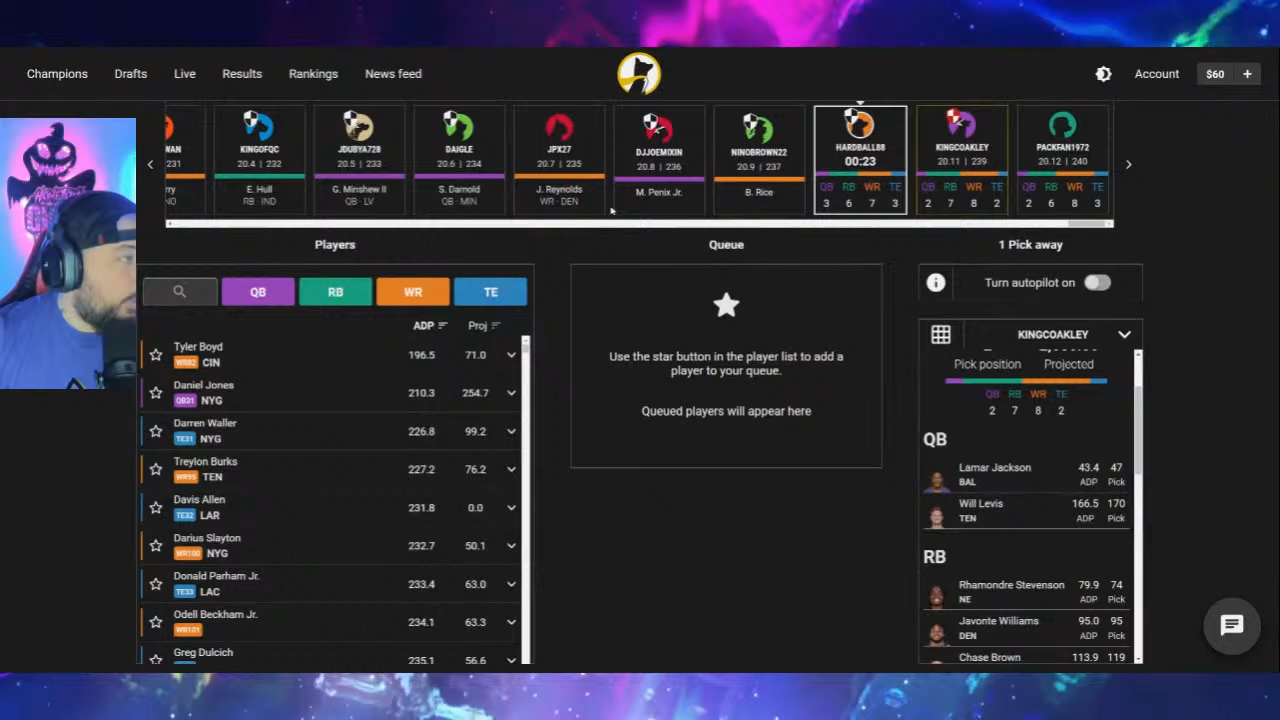 Champions Drafts Live Results Rankings News feed Account $60 +
WAN KINGOFQC JDUBYA728 DAIGLE JPX27 DJJOEMIXIN NINOBROWN22 HARDBALL88 KINGCOAKLEY PACKFAN1972
231 20.4 | 232 20.5 | 233 20.6 | 234 20.7 | 235 20.8 | 236 20.9 | 237 00:23 20.11 | 239 20.12 | 240
rry E. Hull G. Minshew II S. Darnold J. Reynolds M. Penix Jr. B. Rice QB RB WR TE QB RB WR TE QB RB WR TE
NO RB · IND QB · LV QB · MIN WR · DEN 3 6 7 3 2 7 8 2 2 6 8 3
Players Queue 1 Pick away
QB RB WR TE
Turn autopilot on
ADP Proj
Tyler Boyd
WR82 CIN 196.5 71.0
Daniel Jones
QB31 NYG 210.3 254.7
Darren Waller
TE31 NYG 226.8 99.2
Treylon Burks
WR95 TEN 227.2 76.2
Davis Allen
TE32 LAR 231.8 0.0
Darius Slayton
WR100 NYG 232.7 50.1
Donald Parham Jr.
TE33 LAC 233.4 63.0
Odell Beckham Jr.
WR101 234.1 63.3
Greg Dulcich
235.1 56.6
Use the star button in the player list to add a
player to your queue.
Queued players will appear here
KINGCOAKLEY
Pick position Projected
QB RB WR TE
2 7 8 2
QB
Lamar Jackson 43.4 47
BAL ADP Pick
Will Levis 166.5 170
TEN ADP Pick
RB
Rhamondre Stevenson 79.9 74
NE ADP Pick
Javonte Williams 95.0 95
DEN ADP Pick
Chase Brown 113.9 119